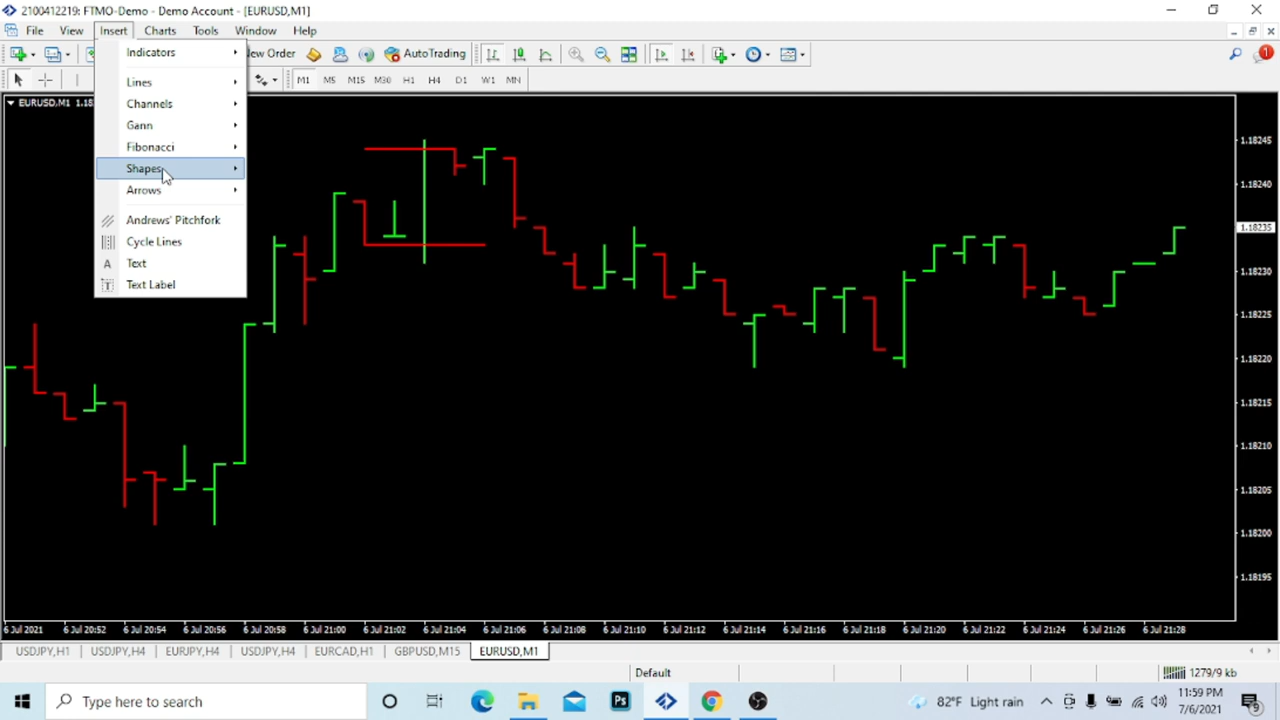 2100412219: FTMO-Demo - Demo Account - [EURUSD,M1]
File View Insert Charts Tools Window Help
New Order AutoTrading
M1 M5 M15 M30 H1 H4 D1 W1 MN
EURUSD,M1 1.18
Indicators
Lines
Channels
Gann
Fibonacci
Shapes
Arrows
Andrews' Pitchfork
Cycle Lines
A Text
T Text Label
1
1.18245
1.18240
1.18235
1.18230
1.18225
1.18220
1.18215
1.18210
1.18205
1.18200
1.18195
6 Jul 2021 6 Jul 20:52 6 Jul 20:54 6 Jul 20:56 6 Jul 20:58 6 Jul 21:00 6 Jul 21:02 6 Jul 21:04 6 Jul 21:06 6 Jul 21:08 6 Jul 21:10 6 Jul 21:12 6 Jul 21:14 6 Jul 21:16 6 Jul 21:18 6 Jul 21:20 6 Jul 21:22 6 Jul 21:24 6 Jul 21:26 6 Jul 21:28
USDJPY,H1 USDJPY,H4 EURJPY,H4 USDJPY,H4 EURCAD,H1 GBPUSD,M15 EURUSD,M1
Default 1279/9 kb
Type here to search Ps 82°F Light rain 11:59 PM
7/6/2021 9